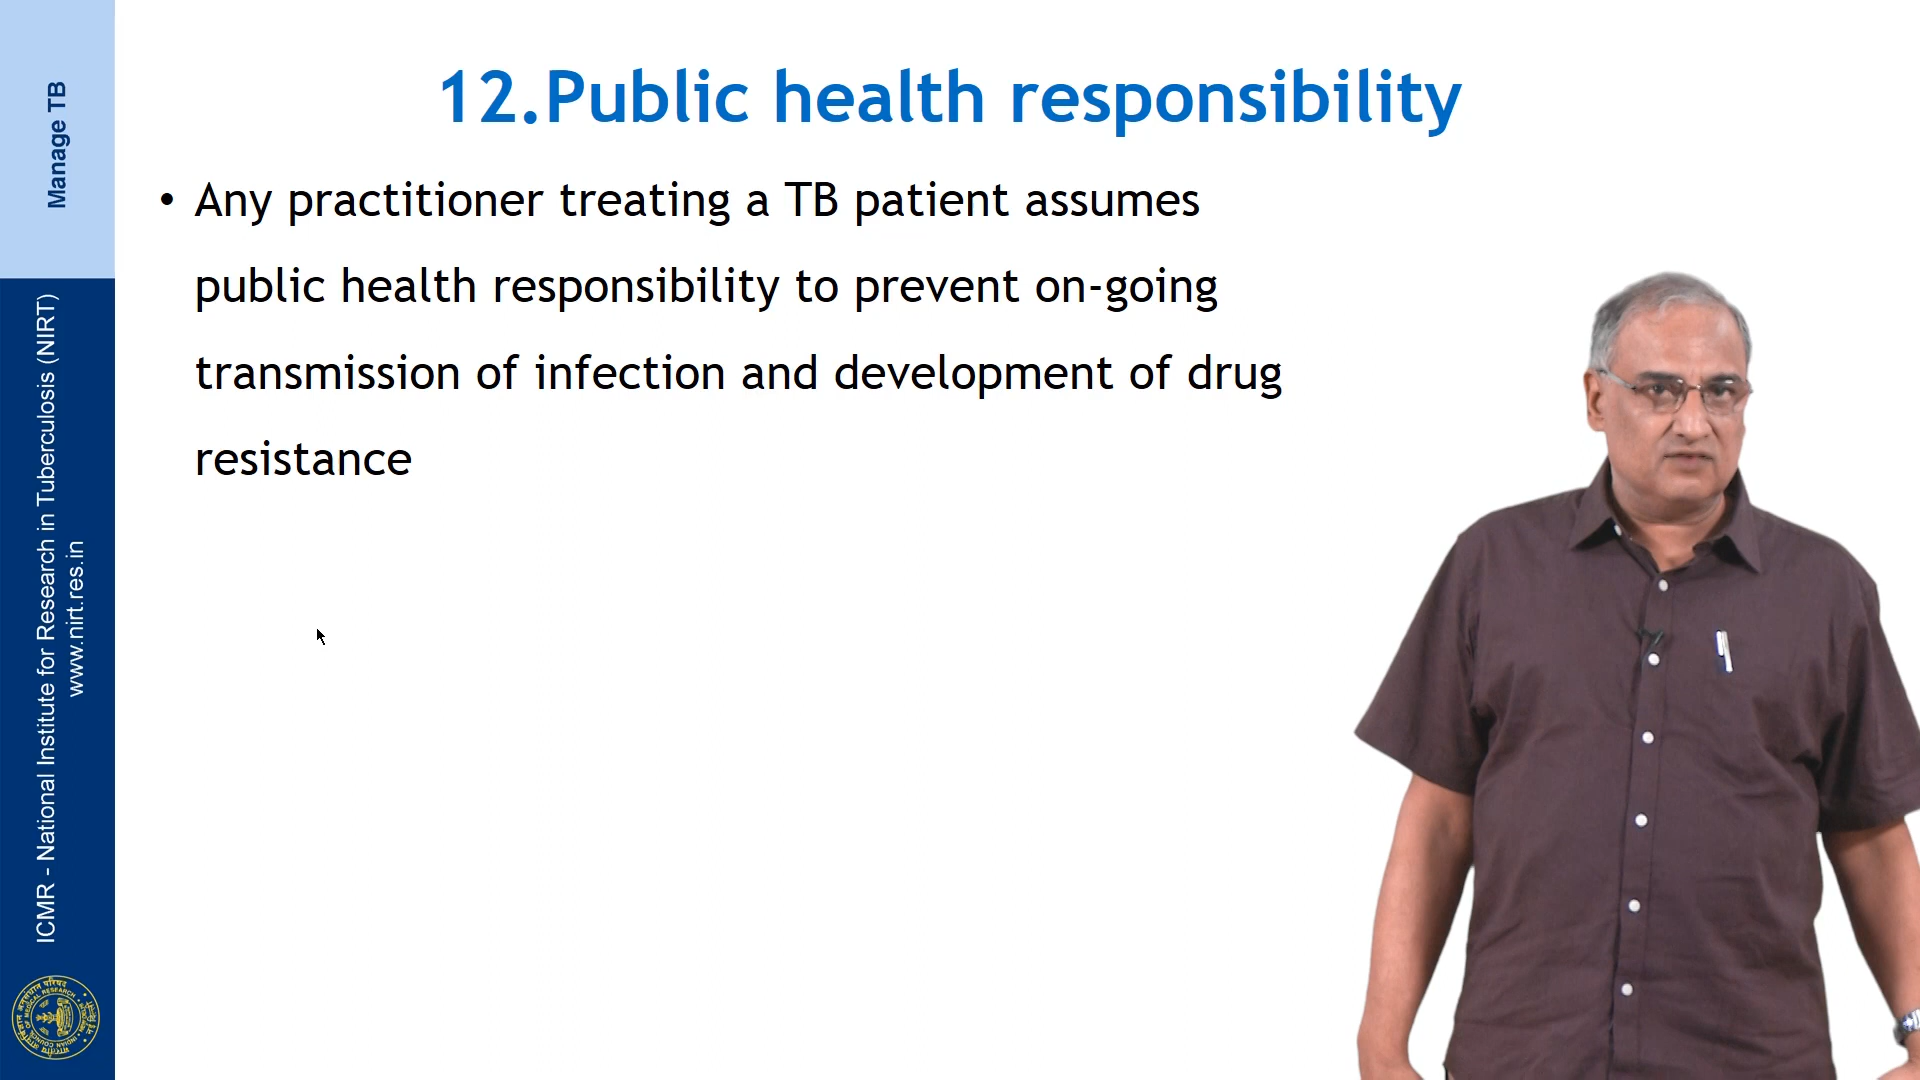 12.Public health responsibility
• Any practitioner treating a TB patient assumes
public health responsibility to prevent on-going
transmission of infection and development of drug
resistance
Manage TB
ICMR - National Institute for Research in Tuberculosis (NIRT)
www.nirt.res.in